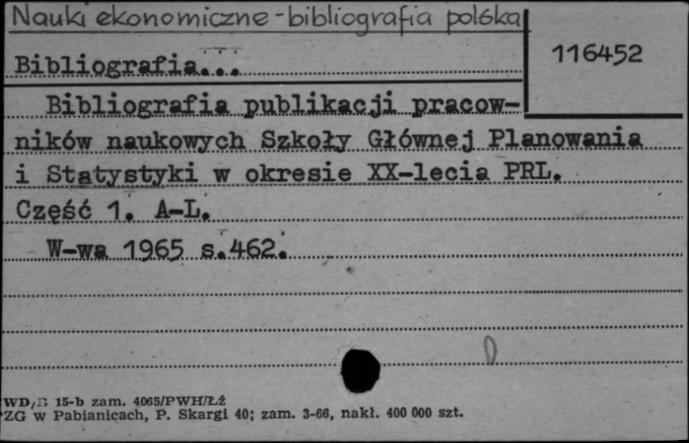 Nauki ekonomiczne - bibliografia polska
116452
Bibliografia...
Bibliografia publikacji pracow-
ników naukowych Szkoły Głównej Planowania
i Statystyki w okresie XX-lecia PRL.
Część 1. A-L.
W-wa 1965 s.462.
WD/D 15-b zam. 4065/PWH/Łź
ZG w Pabianicach, P. Skargi 40; zam. 3-66, nakł. 400 000 szt.